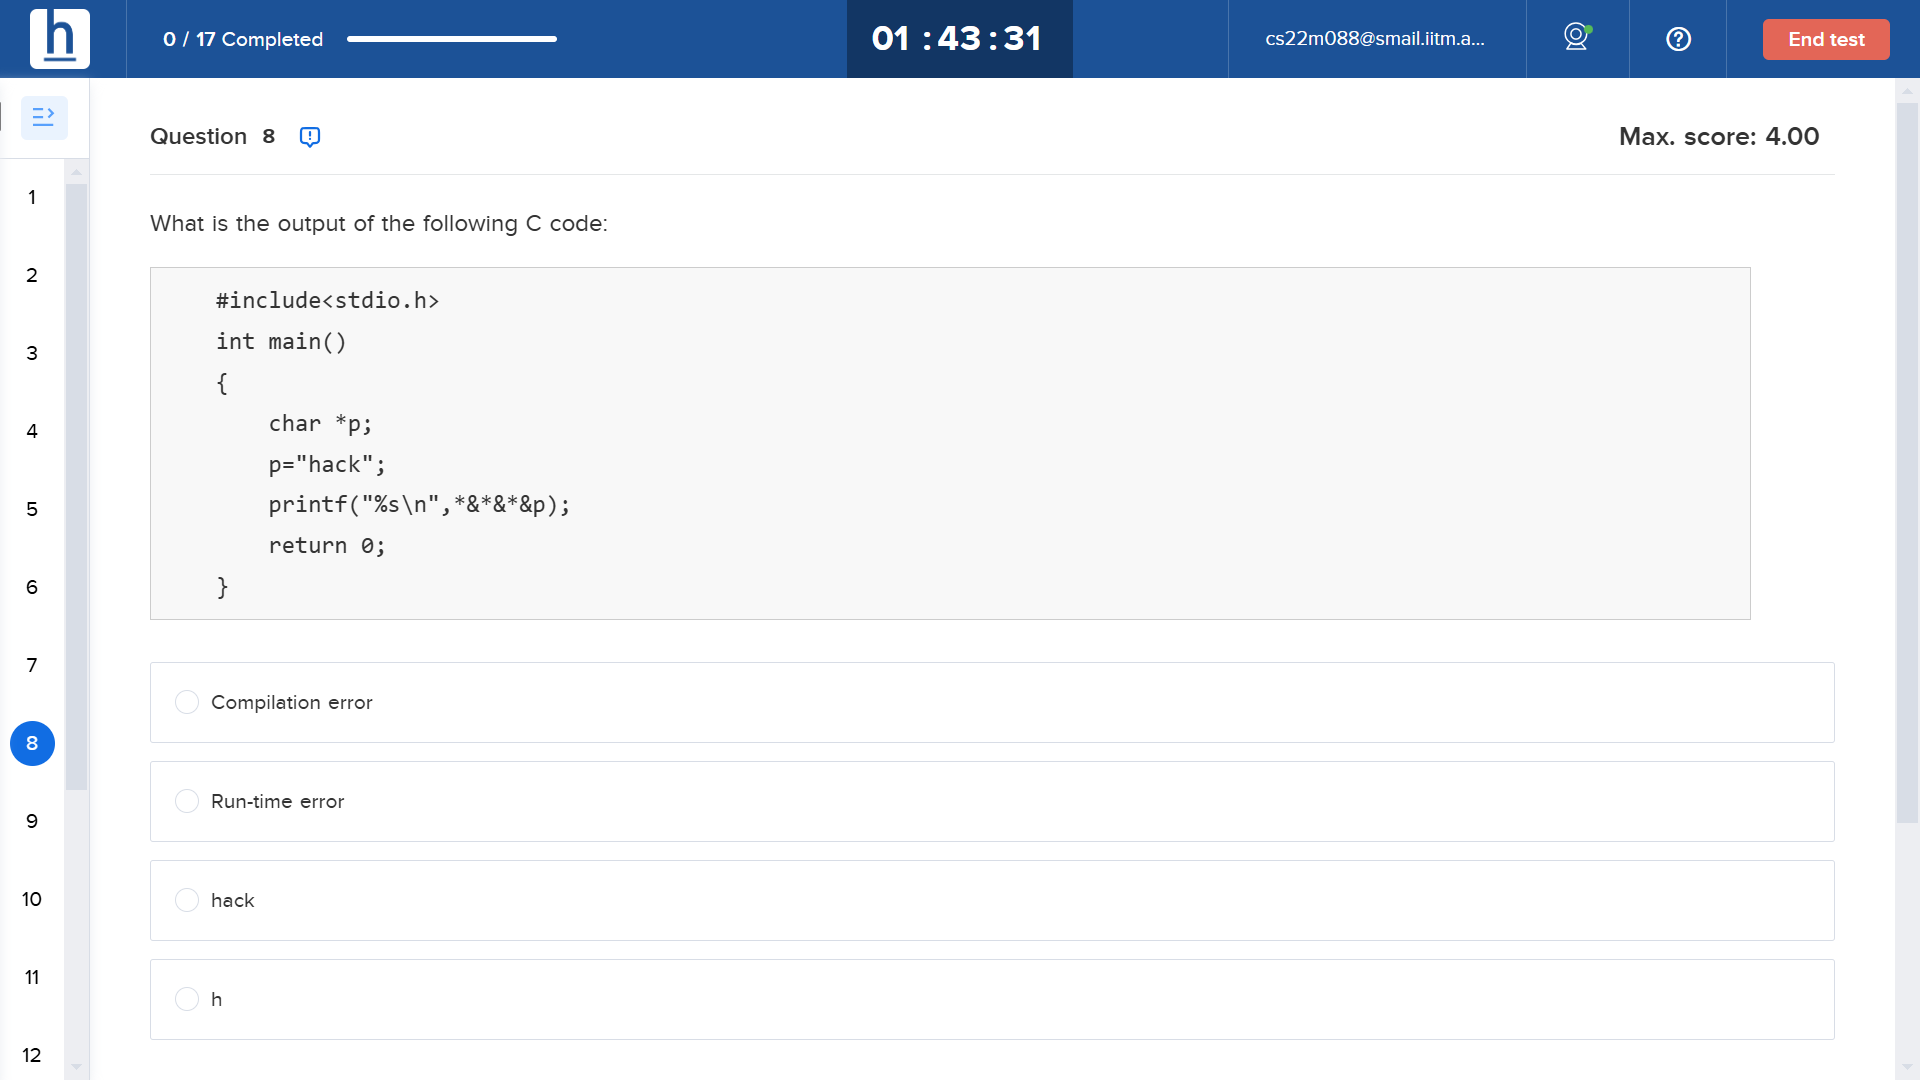 h
0 / 17 Completed
01 : 43 : 31
cs22m088@smail.iitm.a...
End test
Question 8
Max. score: 4.00
What is the output of the following C code:
#include<stdio.h>
int main()
{
    char *p;
    p="hack";
    printf("%s\n",*&*&*&p);
    return 0;
}
Compilation error
Run-time error
hack
h
1
2
3
4
5
6
7
8
9
10
11
12